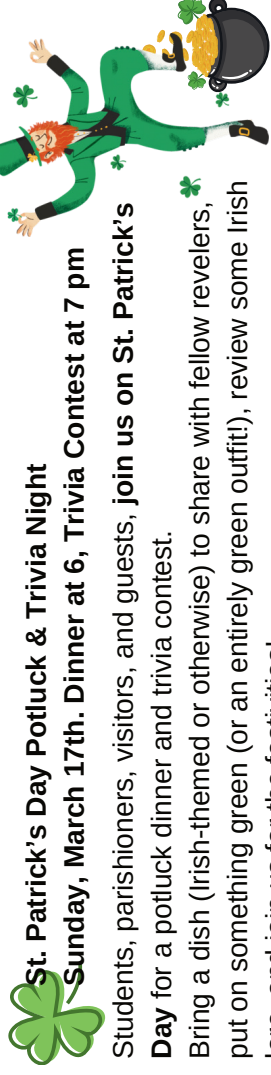 St. Patrick's Day Potluck & Trivia Night
Sunday, March 17th. Dinner at 6, Trivia Contest at 7 pm
Students, parishioners, visitors, and guests, join us on St. Patrick's
Day for a potluck dinner and trivia contest.
Bring a dish (Irish-themed or otherwise) to share with fellow revelers,
put on something green (or an entirely green outfit!), review some Irish